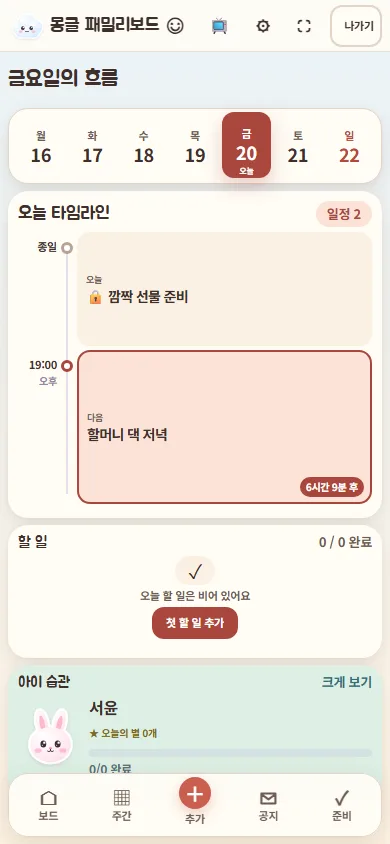 몽글 패밀리보드
나가기
금요일의 흐름
월 화 수 목 금 토 일
16 17 18 19 20 21 22
오늘
오늘 타임라인
일정 2
종일
오늘
깜짝 선물 준비
19:00
오후
다음
할머니 댁 저녁
6시간 9분 후
할 일
0 / 0 완료
오늘 할 일은 비어 있어요
첫 할 일 추가
아이 습관
크게 보기
서윤
★ 오늘의 별 0개
0/0 완료
보드 주간 추가 공지 준비